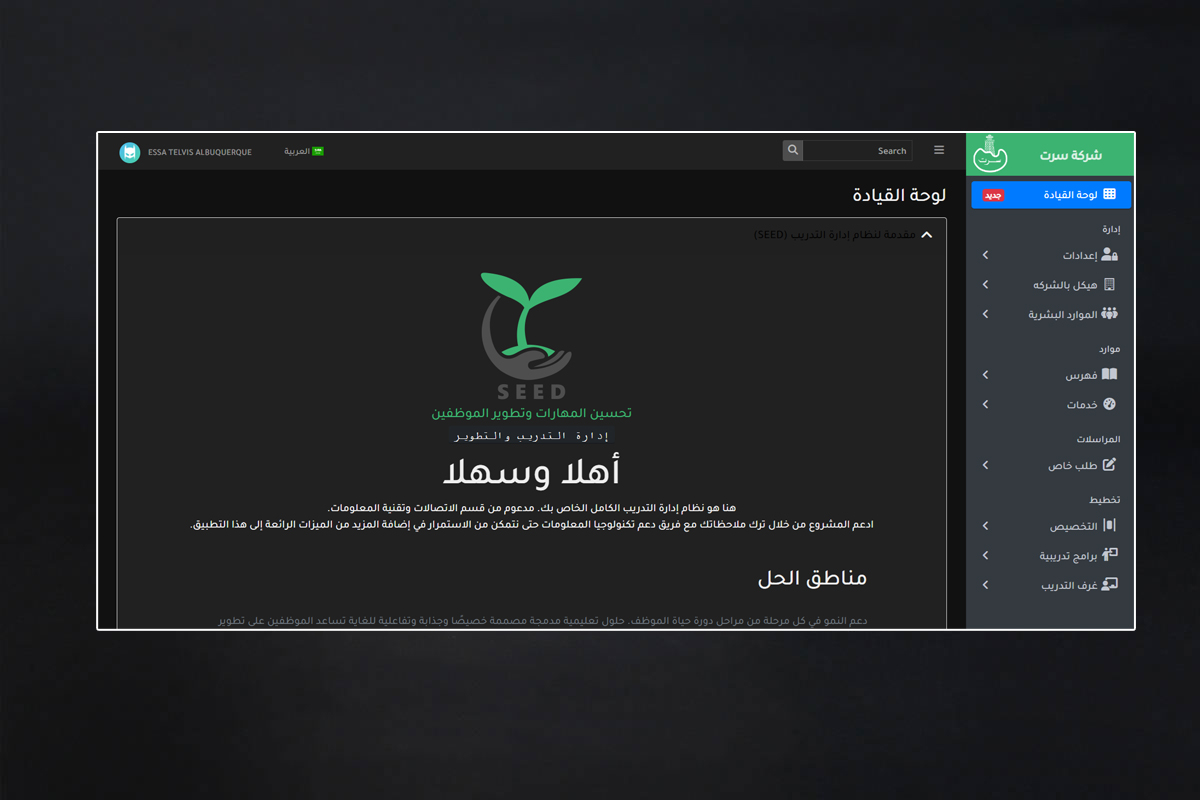 شركة سرت
سرت
Search
العربية
ESSA TELVIS ALBUQUERQUE
لوحة القيادة
جديد
إدارة
إعدادات
هيكل بالشركه
الموارد البشرية
موارد
فهرس
خدمات
المراسلات
طلب خاص
تخطيط
التخصيص
برامج تدريبية
غرف التدريب
لوحة القيادة
مقدمة لنظام إدارة التدريب (SEED)
SEED
تحسين المهارات وتطوير الموظفين
إدارة التدريب والتطوير
أهلا وسهلا
هنا هو نظام إدارة التدريب الكامل الخاص بك. مدعوم من قسم الاتصالات وتقنية المعلومات.
ادعم المشروع من خلال ترك ملاحظاتك مع فريق دعم تكنولوجيا المعلومات حتى نتمكن من الاستمرار في إضافة المزيد من الميزات الرائعة إلى هذا التطبيق.
مناطق الحل
دعم النمو في كل مرحلة من مراحل دورة حياة الموظف. حلول تعليمية مدمجة مصممة خصيصًا وجذابة وتفاعلية للغاية تساعد الموظفين على تطوير